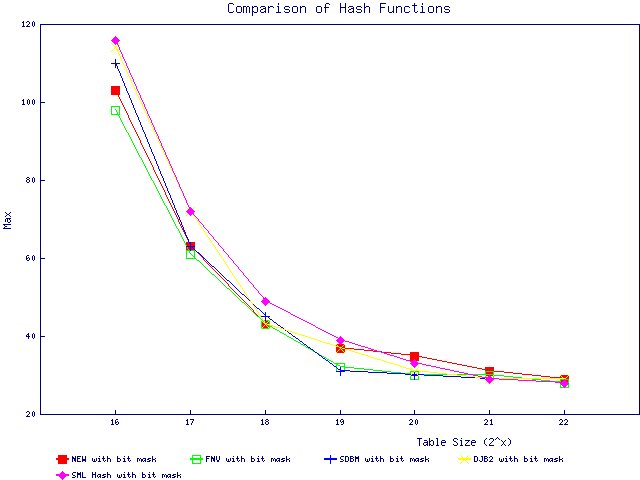 Comparison of Hash Functions
120
100
80
60
40
20
Max
16 17 18 19 20 21 22
Table Size (2^x)
NEW with bit mask FNV with bit mask SDBM with bit mask DJB2 with bit mask
SML Hash with bit mask